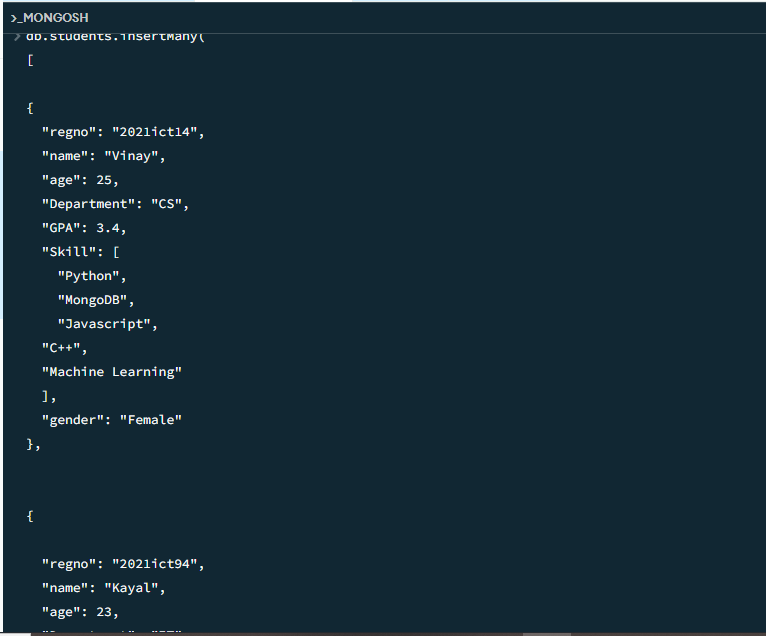 >_MONGOSH
> db.students.insertMany(
[
{
"regno": "2021ict14",
"name": "Vinay",
"age": 25,
"Department": "CS",
"GPA": 3.4,
"Skill": [
"Python",
"MongoDB",
"Javascript",
"C++",
"Machine Learning"
],
"gender": "Female"
},
{
"regno": "2021ict94",
"name": "Kayal",
"age": 23,